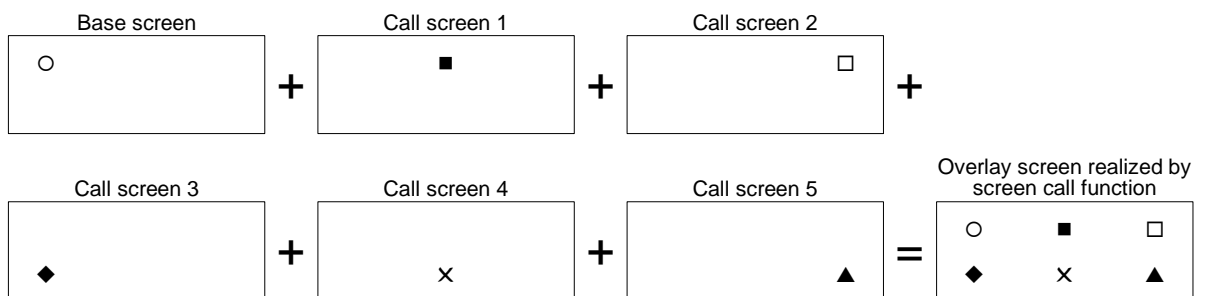 Base screen
Call screen 1
Call screen 2
+
+
+
Call screen 3
Call screen 4
Call screen 5
Overlay screen realized by
screen call function
+
+
=